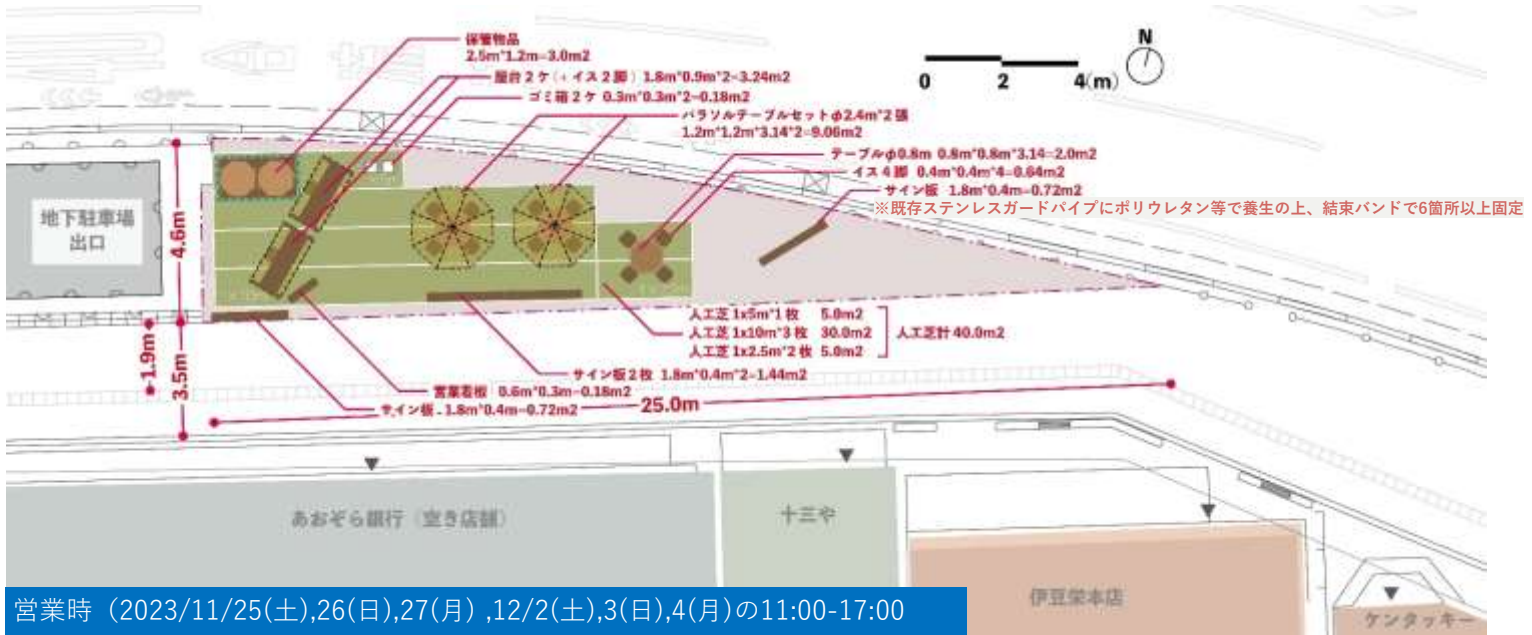 保管物品
2.5m*1.2m=3.0m2
屋台2ケ(+イス2脚) 1.8m*0.9m*2=3.24m2
ゴミ箱2ケ 0.3m*0.3m*2=0.18m2
パラソルテーブルセットφ2.4m*2張
1.2m*1.2m*3.14*2=9.06m2
テーブルφ0.8m 0.8m*0.8m*3.14=2.0m2
イス4脚 0.4m*0.4m*4=0.64m2
サイン板 1.8m*0.4m=0.72m2
※既存ステンレスガードパイプにポリウレタン等で養生の上、結束バンドで6箇所以上固定
N
0 2 4(m)
地下駐車場
出口
4.6m
1.9m
3.5m
人工芝 1x5m*1枚 5.0m2
人工芝 1x10m*3枚 30.0m2
人工芝 1x2.5m*2枚 5.0m2
人工芝計40.0m2
サイン板2枚 1.8m*0.4m*2=1.44m2
営業看板 0.6m*0.3m=0.18m2
サイン板 1.8m*0.4m=0.72m2
25.0m
あおぞら銀行（空き店舗）
十三や
伊豆栄本店
ケンタッキー
営業時（2023/11/25(土),26(日),27(月) ,12/2(土),3(日),4(月)の11:00-17:00